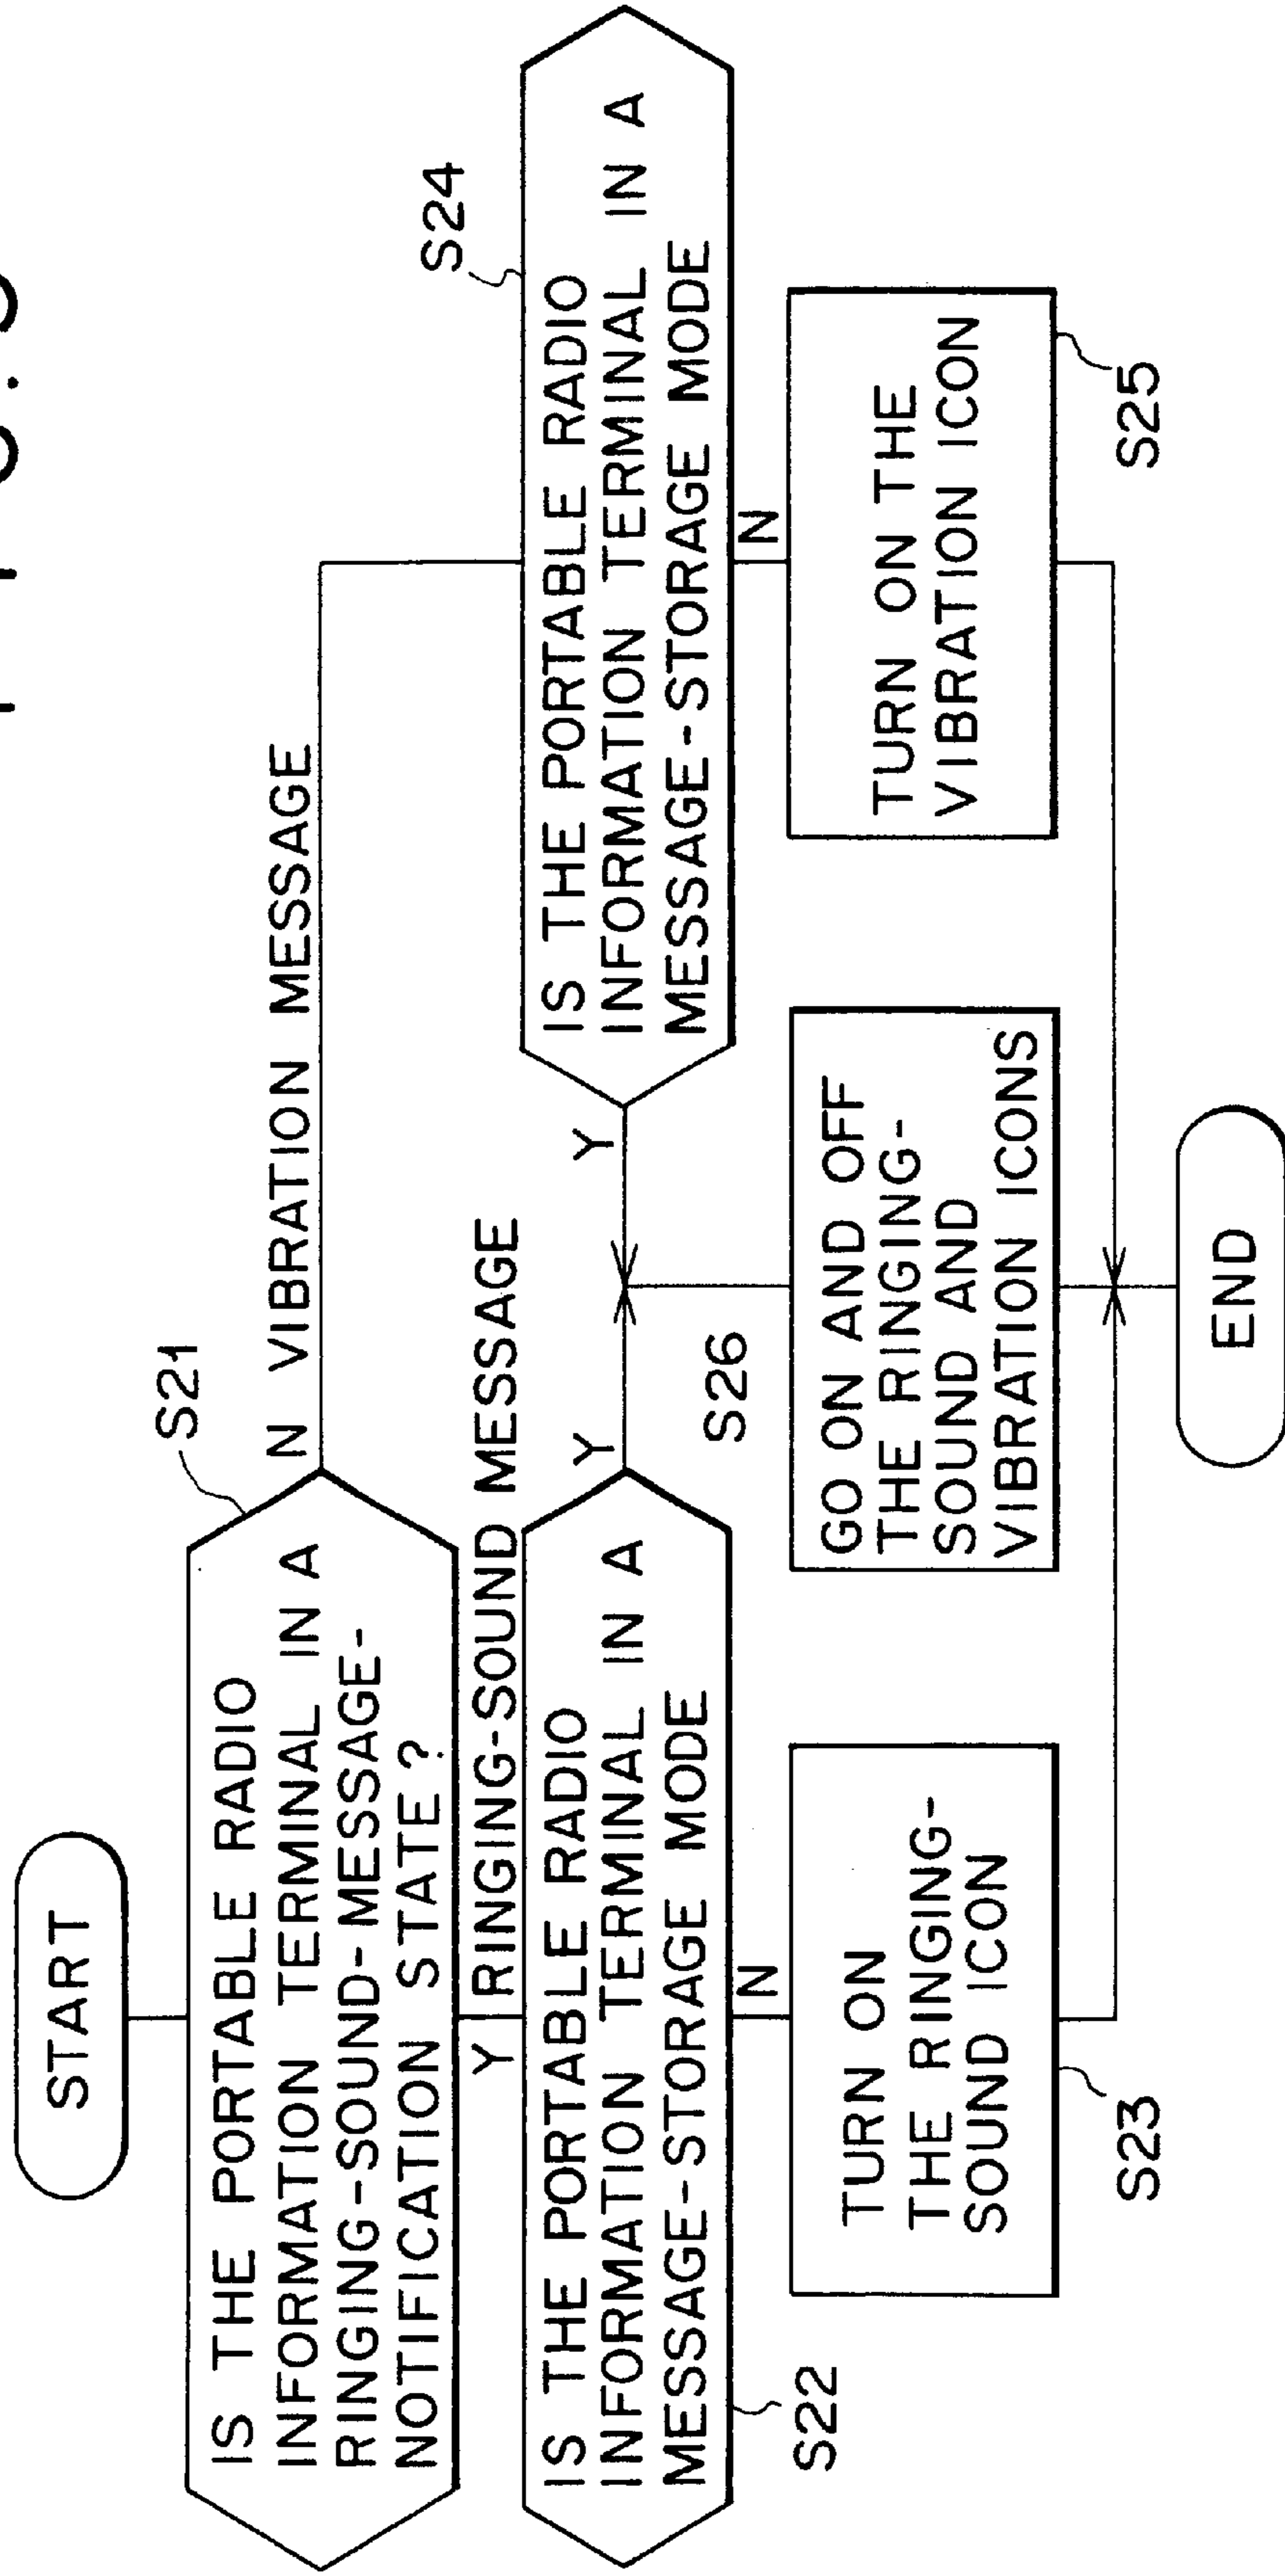 START
IS THE PORTABLE RADIO
INFORMATION TERMINAL IN A
RINGING-SOUND-MESSAGE-
NOTIFICATION STATE?
S21
N VIBRATION MESSAGE
Y RINGING-SOUND MESSAGE
IS THE PORTABLE RADIO
INFORMATION TERMINAL IN A
MESSAGE-STORAGE MODE
S22
Y
Y
IS THE PORTABLE RADIO
INFORMATION TERMINAL IN A
MESSAGE-STORAGE MODE
S24
N
N
TURN ON
THE RINGING-
SOUND ICON
S23
S26
GO ON AND OFF
THE RINGING-
SOUND AND
VIBRATION ICONS
TURN ON THE
VIBRATION ICON
S25
END